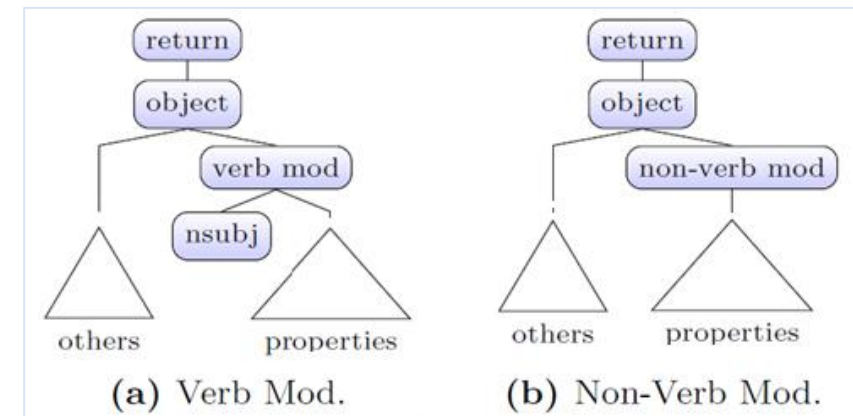 return
object
verb mod
nsubj
others
properties
(a) Verb Mod.
return
object
non-verb mod
others
properties
(b) Non-Verb Mod.